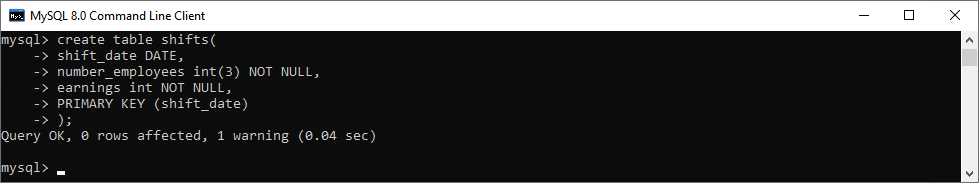 MySQL 8.0 Command Line Client
mysql> create table shifts(
    -> shift_date DATE,
    -> number_employees int(3) NOT NULL,
    -> earnings int NOT NULL,
    -> PRIMARY KEY (shift_date)
    -> );
Query OK, 0 rows affected, 1 warning (0.04 sec)
mysql>